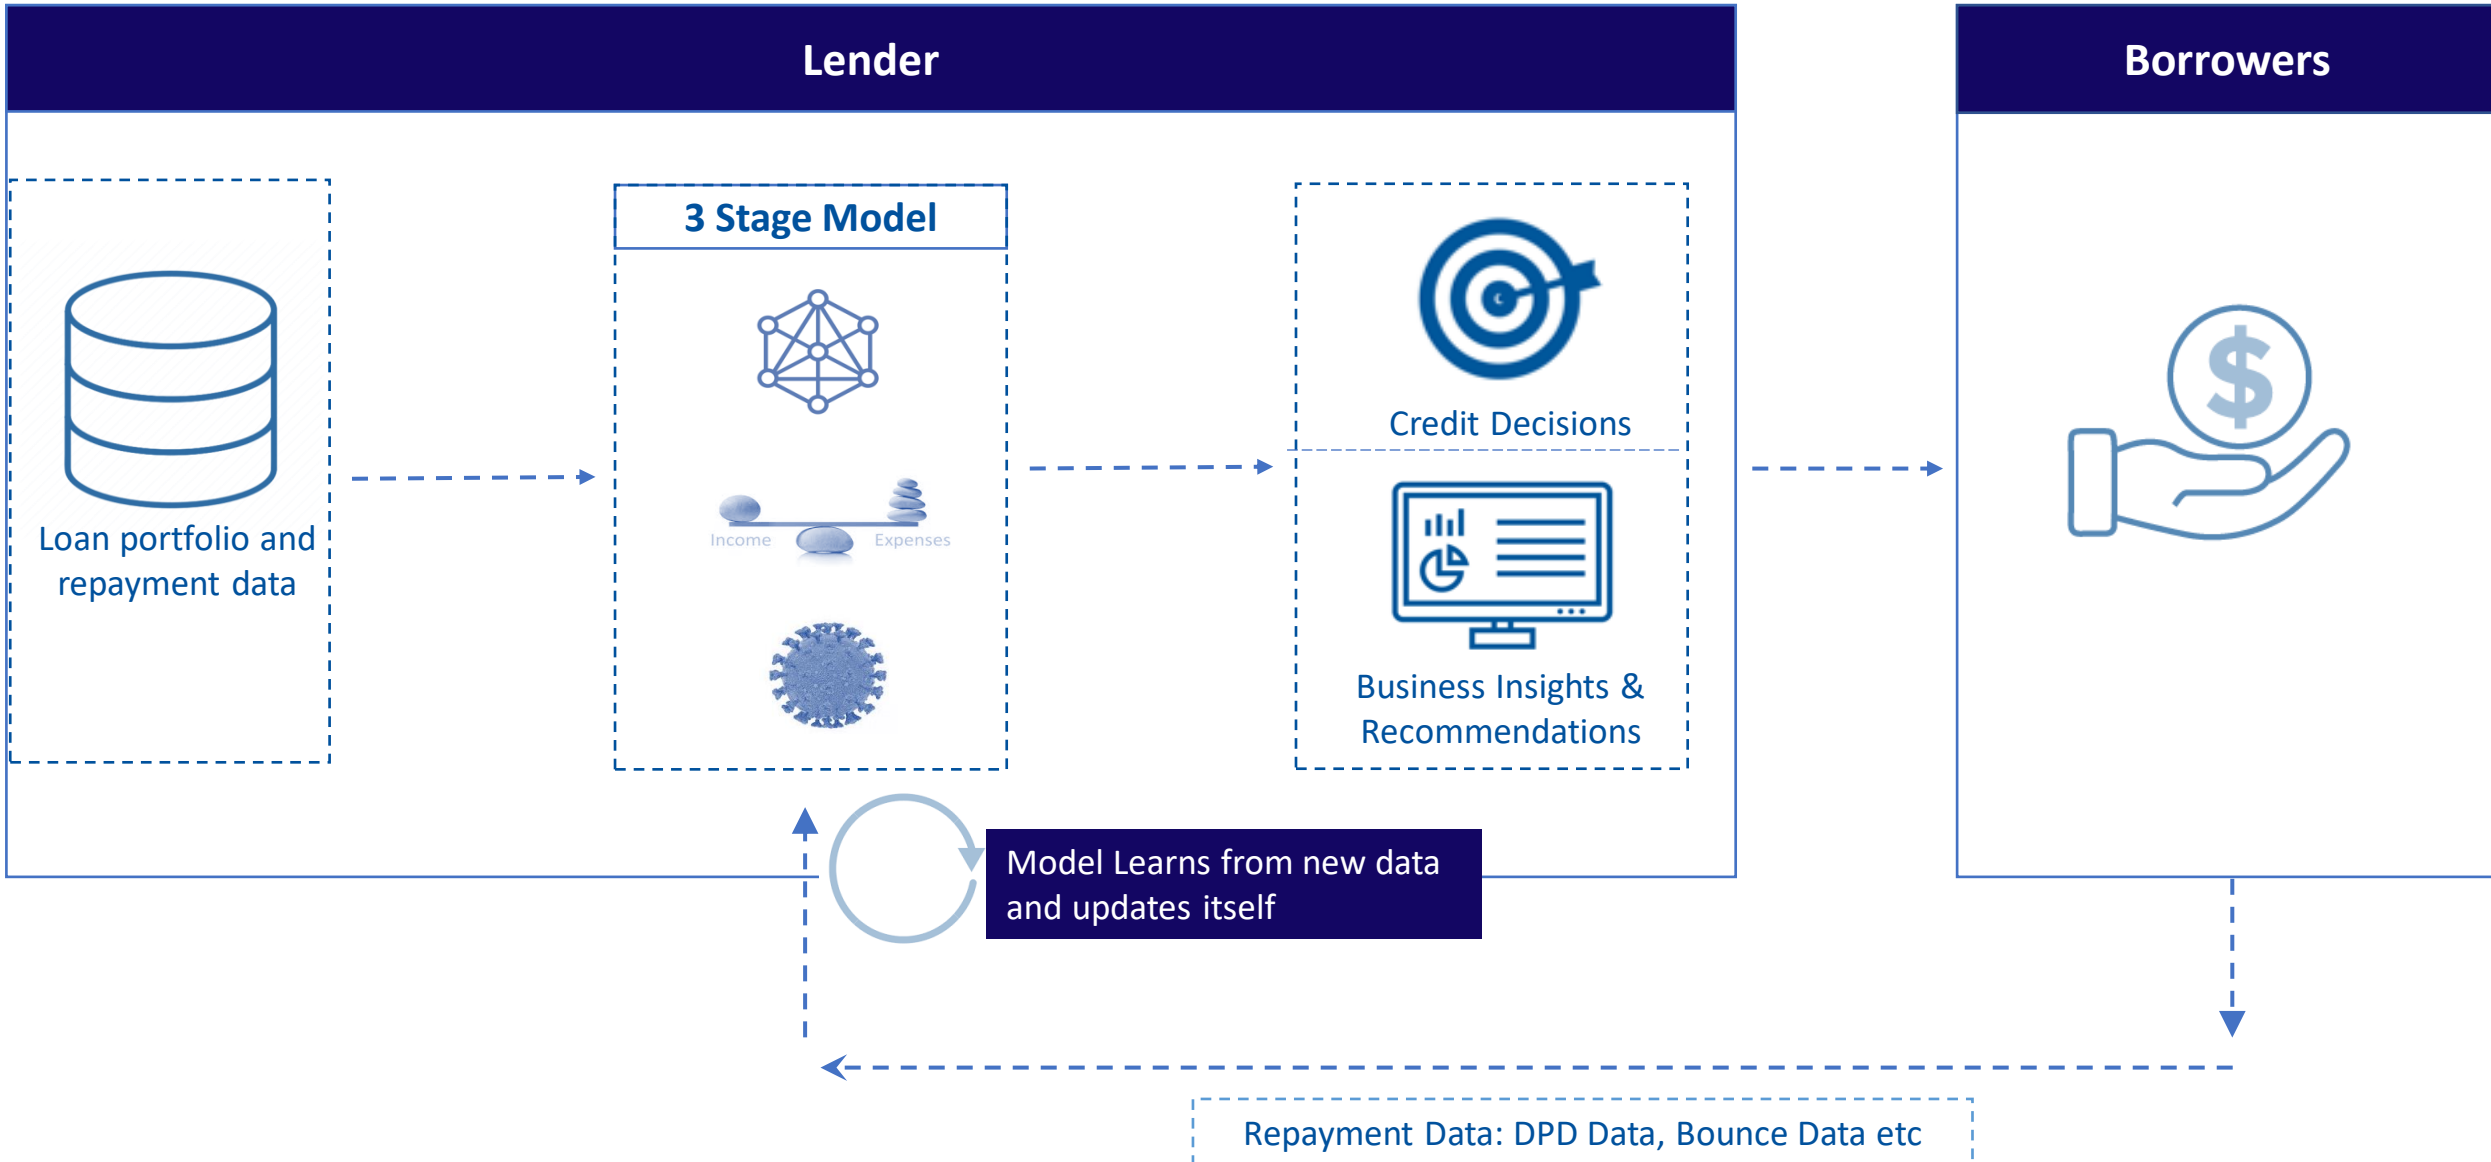 Lender
Borrowers
3 Stage Model
Loan portfolio and
repayment data
Income
Expenses
Credit Decisions
Business Insights &
Recommendations
Model Learns from new data
and updates itself
Repayment Data: DPD Data, Bounce Data etc